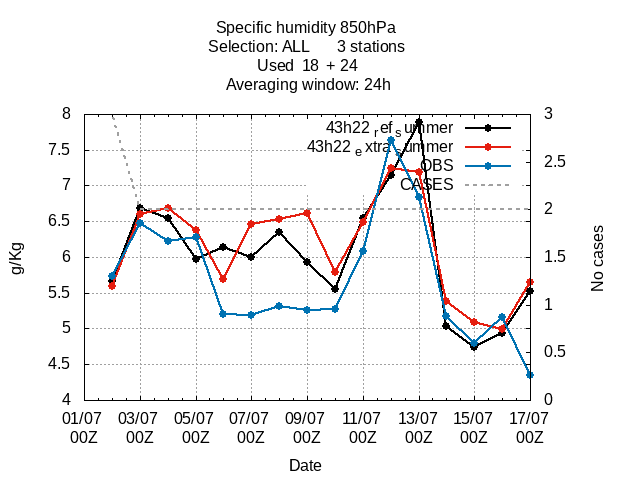 Specific humidity 850hPa
Selection: ALL 3 stations
Used 18 + 24
Averaging window: 24h
8 3
43h22 ref summer
43h22 extra summer
OBS
CASES
7.5
7
6.5
6
5.5
5
4.5
4
2.5
2
1.5
1
0.5
0
g/Kg
No cases
01/07 03/07 05/07 07/07 09/07 11/07 13/07 15/07 17/07
00Z 00Z 00Z 00Z 00Z 00Z 00Z 00Z 00Z
Date